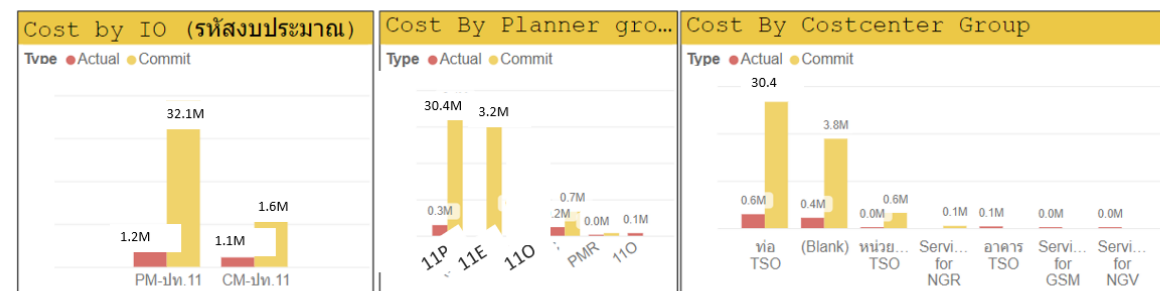 Cost by IO (รหัสงบประมาณ)
Type Actual Commit
32.1M
1.6M
1.2M
1.1M
PM-ปท.11 CM-ปท.11
Cost By Planner gro...
Type Actual Commit
30.4M
3.2M
0.7M
0.3M
.2M
0.0M
0.1M
11P 11E 11O PMR 11O
Cost By Costcenter Group
Type Actual Commit
30.4
3.8M
0.6M
0.4M
0.0M
0.6M
0.1M
0.1M
0.0M
0.0M
ท่อ TSO
(Blank)
หน่วย... TSO
Servi... for NGR
อาคาร TSO
Servi... for GSM
Servi... for NGV